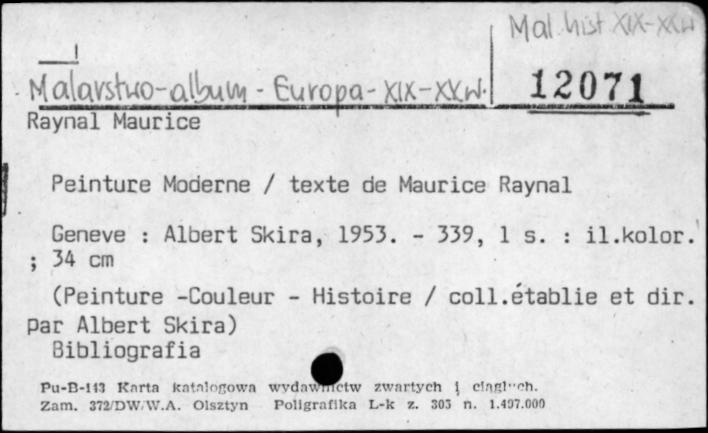 Mal. hist XIX-XXw
Malarstwo-album - Europa - XIX-XXw.
12071
Raynal Maurice
Peinture Moderne / texte de Maurice Raynal
Geneve : Albert Skira, 1953. - 339, 1 s. : il.kolor.
; 34 cm
(Peinture -Couleur - Histoire / coll.établie et dir.
par Albert Skira)
Bibliografia
Pu-B-113 Karta katalogowa wydawnictw zwartych i ciągłych.
Zam. 372/DW/W.A. Olsztyn Poligrafika L-k z. 303 n. 1.497.000